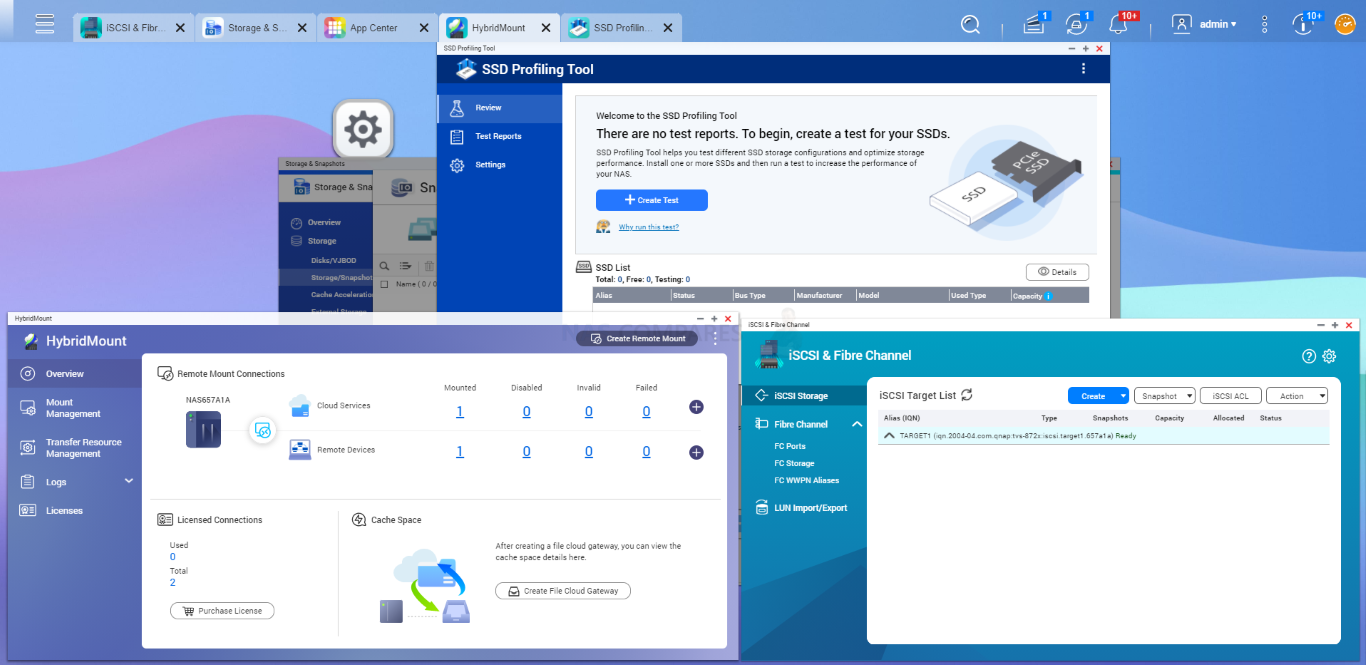 iSCSI & Fibr...
Storage & S...
App Center
HybridMount
SSD Profilin...
1
1
10+
admin
10+
SSD Profiling Tool
SSD Profiling Tool
Review
Test Reports
Settings
Welcome to the SSD Profiling Tool
There are no test reports. To begin, create a test for your SSDs.
SSD Profiling Tool helps you test different SSD storage configurations and optimize storage
performance. Install one or more SSDs and then run a test to increase the performance of
your NAS.
+ Create Test
Why run this test?
PCIe
SSD
SSD
SSD List
Total: 0, Free: 0, Testing: 0
Details
Alias Status Bus Type Manufacturer Model Used Type Capacity
Storage & Snapshots
Storage & Sna
Sn
Overview
Storage
Disks/VJBOD
Storage/Snapshot
Cache Acceleratio
External Storage
Name ( 0 / 0
HybridMount
HybridMount
NAS COMPARES
Create Remote Mount
Overview
Mount
Management
Transfer Resource
Management
Logs
Licenses
Remote Mount Connections
Mounted Disabled Invalid Failed
NAS657A1A
Cloud Services 1 0 0 0
Remote Devices 1 0 0 0
Licensed Connections
Used
0
Total
2
Purchase License
Cache Space
After creating a file cloud gateway, you can view the
cache space details here.
Create File Cloud Gateway
iSCSI & Fibre Channel
iSCSI & Fibre Channel
iSCSI Storage
Fibre Channel
FC Ports
FC Storage
FC WWPN Aliases
LUN Import/Export
iSCSI Target List
Create
Snapshot
iSCSI ACL
Action
Alias (IQN) Type Snapshots Capacity Allocated Status
TARGET1 (iqn.2004-04.com.qnap:tvs-872x:iscsi.target1.657a1a) Ready